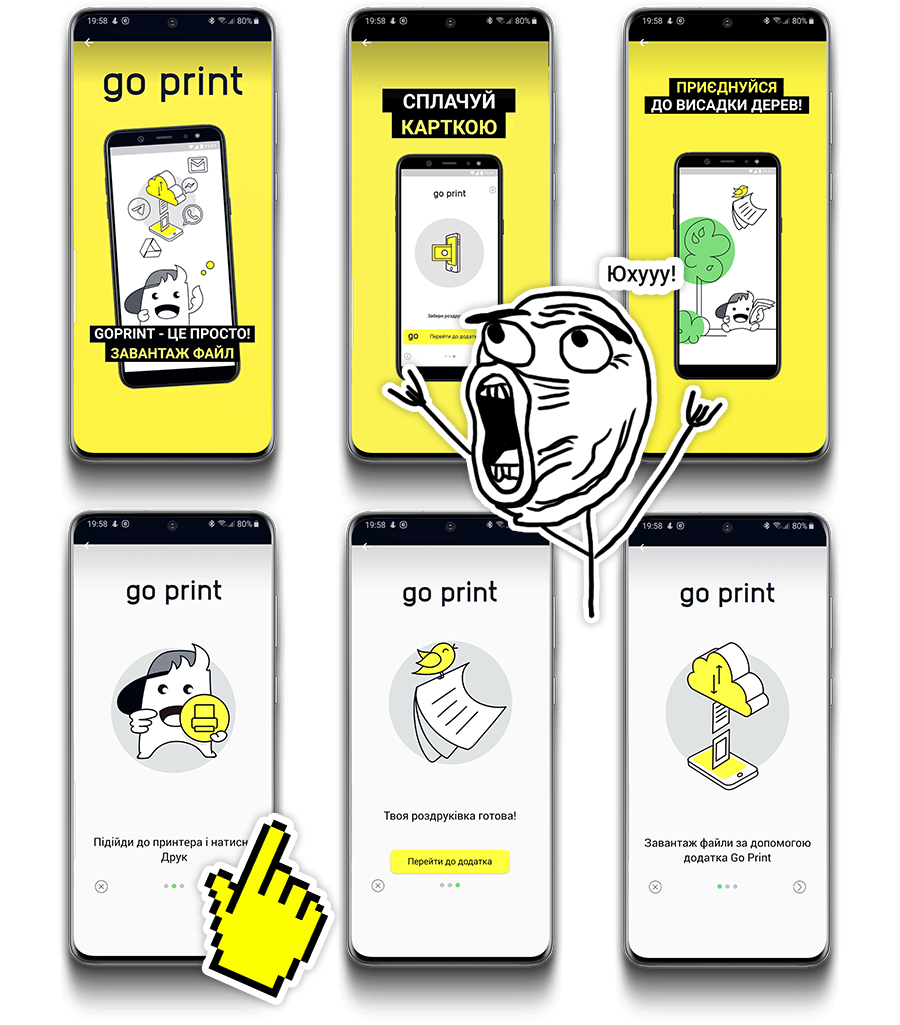 19:58
80%
go print
GOPRINT - ЦЕ ПРОСТО!
ЗАВАНТАЖ ФАЙЛ
19:58
80%
СПЛАЧУЙ
КАРТКОЮ
go print
Забери роздру
go Перейти до додатк
19:58
80%
ПРИЄДНУЙСЯ
ДО ВИСАДКИ ДЕРЕВ!
Юхууу!
19:58
80%
go print
Підійди до принтера і натисн
Друк
19:58
80%
go print
Твоя роздруківка готова!
Перейти до додатка
19:58
80%
go print
Завантаж файли за допомогою
додатка Go Print